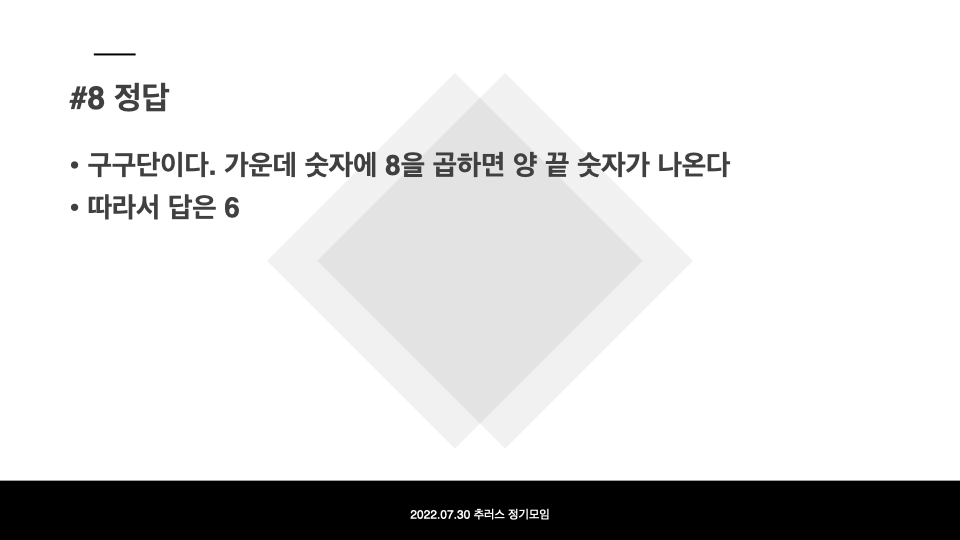 #8 정답
• 구구단이다. 가운데 숫자에 8을 곱하면 양 끝 숫자가 나온다
• 따라서 답은 6
2022.07.30 추러스 정기모임